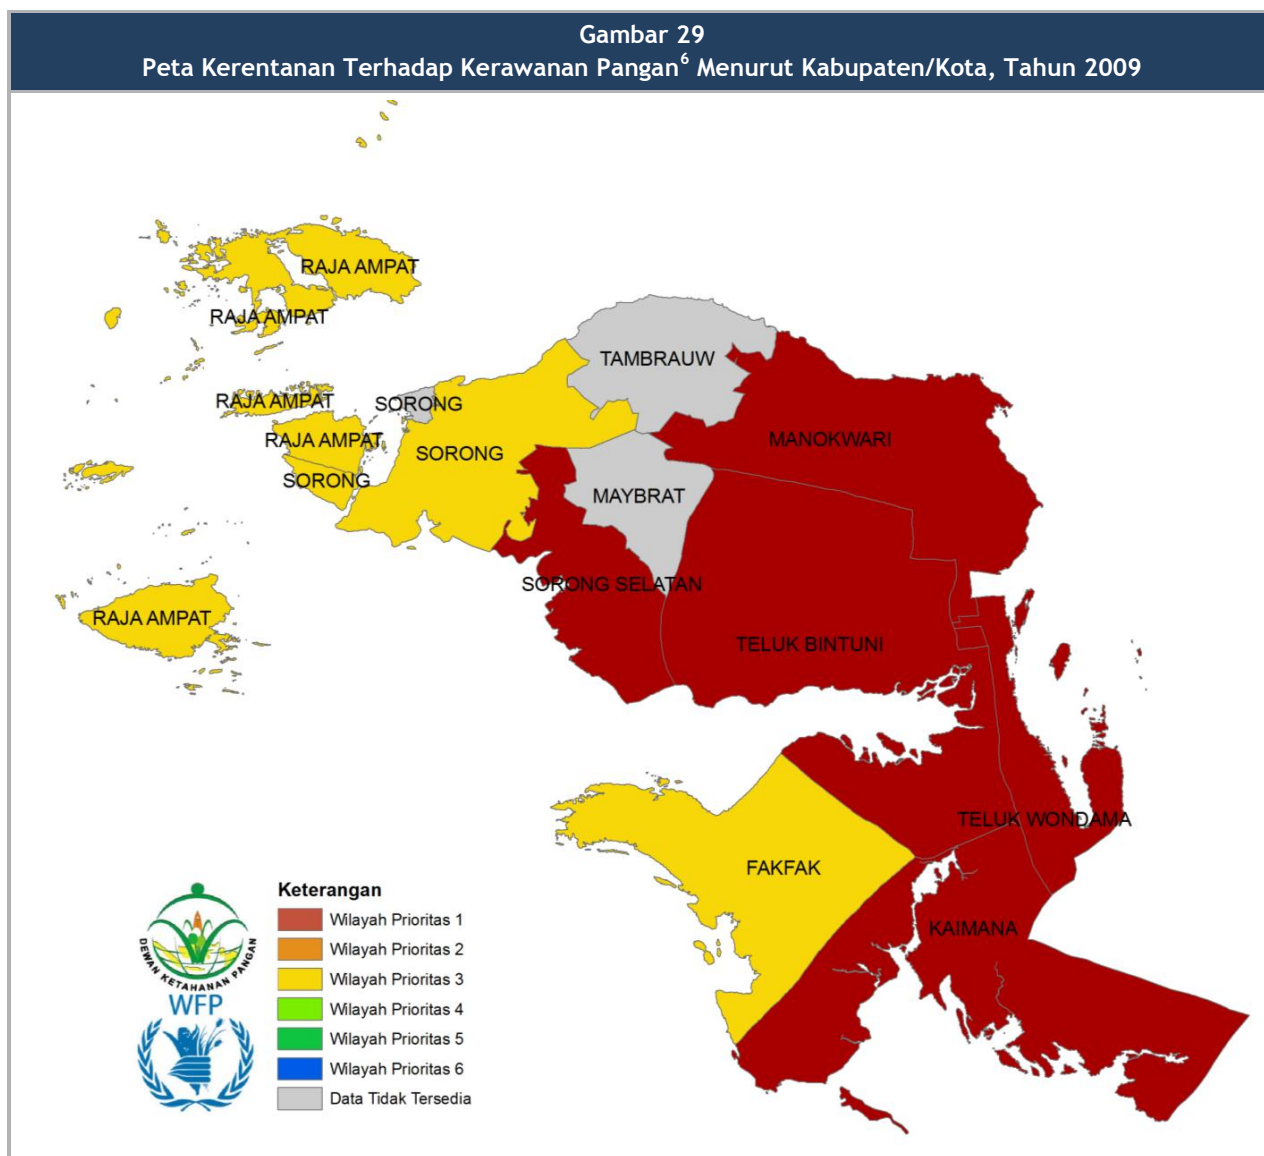 Gambar 29
Peta Kerentanan Terhadap Kerawanan Pangan6 Menurut Kabupaten/Kota, Tahun 2009
RAJA AMPAT
RAJA AMPAT
TAMBRAUW
RAJA AMPAT
SORONG
RAJA AMPAT
SORONG
MANOKWARI
SORONG
MAYBRAT
SORONG SELATAN
RAJA AMPAT
TELUK BINTUNI
TELUK WONDAMA
FAKFAK
KAIMANA
Keterangan
Wilayah Prioritas 1
Wilayah Prioritas 2
Wilayah Prioritas 3
Wilayah Prioritas 4
Wilayah Prioritas 5
Wilayah Prioritas 6
Data Tidak Tersedia
DEWAN KETAHANAN PANGAN
WFP